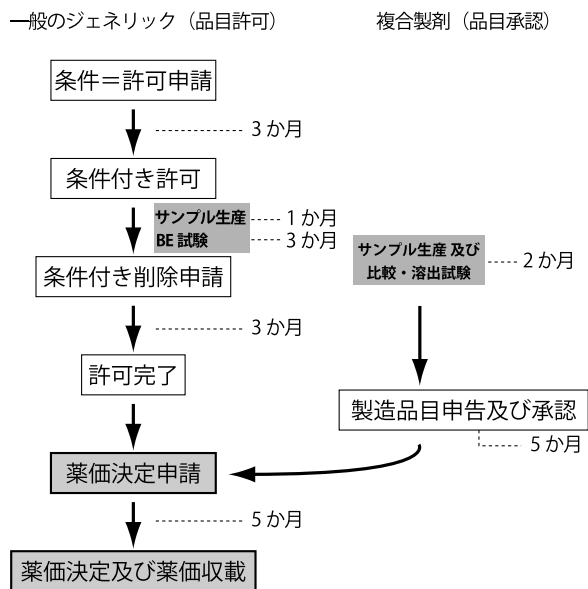 一般のジェネリック（品目許可）
複合製剤（品目承認）
条件＝許可申請
3 か月
条件付き許可
サンプル生産
BE 試験
1 か月
3 か月
条件付き削除申請
3 か月
許可完了
サンプル生産 及び
比較・溶出試験
2 か月
製造品目申告及び承認
5 か月
薬価決定申請
5 か月
薬価決定及び薬価収載